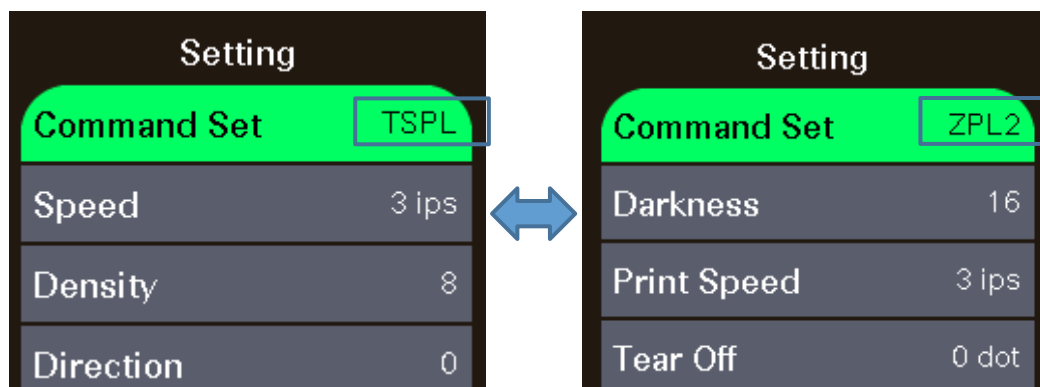 Setting
Command Set TSPL
Speed 3 ips
Density 8
Direction 0
Setting
Command Set ZPL2
Darkness 16
Print Speed 3 ips
Tear Off 0 dot